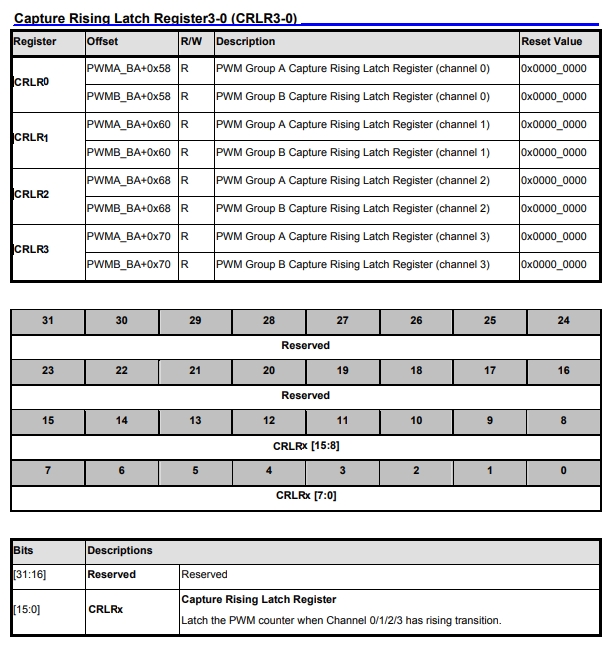 Capture Rising Latch Register3-0 (CRLR3-0)
Register Offset R/W Description Reset Value
CRLR0 PWMA_BA+0x58 R PWM Group A Capture Rising Latch Register (channel 0) 0x0000_0000
PWMB_BA+0x58 R PWM Group B Capture Rising Latch Register (channel 0) 0x0000_0000
CRLR1 PWMA_BA+0x60 R PWM Group A Capture Rising Latch Register (channel 1) 0x0000_0000
PWMB_BA+0x60 R PWM Group B Capture Rising Latch Register (channel 1) 0x0000_0000
CRLR2 PWMA_BA+0x68 R PWM Group A Capture Rising Latch Register (channel 2) 0x0000_0000
PWMB_BA+0x68 R PWM Group B Capture Rising Latch Register (channel 2) 0x0000_0000
CRLR3 PWMA_BA+0x70 R PWM Group A Capture Rising Latch Register (channel 3) 0x0000_0000
PWMB_BA+0x70 R PWM Group B Capture Rising Latch Register (channel 3) 0x0000_0000
31 30 29 28 27 26 25 24
Reserved
23 22 21 20 19 18 17 16
Reserved
15 14 13 12 11 10 9 8
CRLRx [15:8]
7 6 5 4 3 2 1 0
CRLRx [7:0]
Bits Descriptions
[31:16] Reserved Reserved
[15:0] CRLRx Capture Rising Latch Register
Latch the PWM counter when Channel 0/1/2/3 has rising transition.